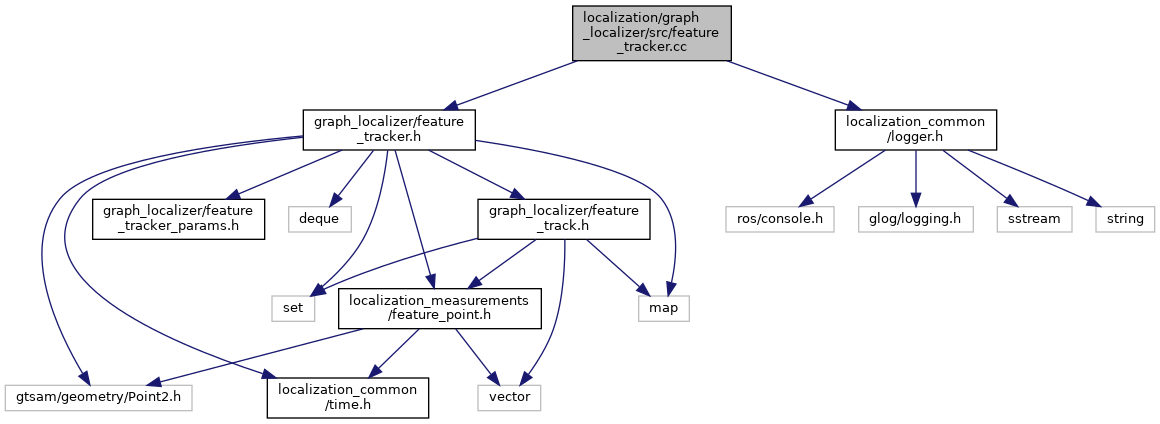 localization/graph
_localizer/src/feature
_tracker.cc
graph_localizer/feature
_tracker.h
localization_common
/logger.h
graph_localizer/feature
_tracker_params.h
deque
graph_localizer/feature
_track.h
ros/console.h
glog/logging.h
sstream
string
set
localization_measurements
/feature_point.h
map
gtsam/geometry/Point2.h
localization_common
/time.h
vector